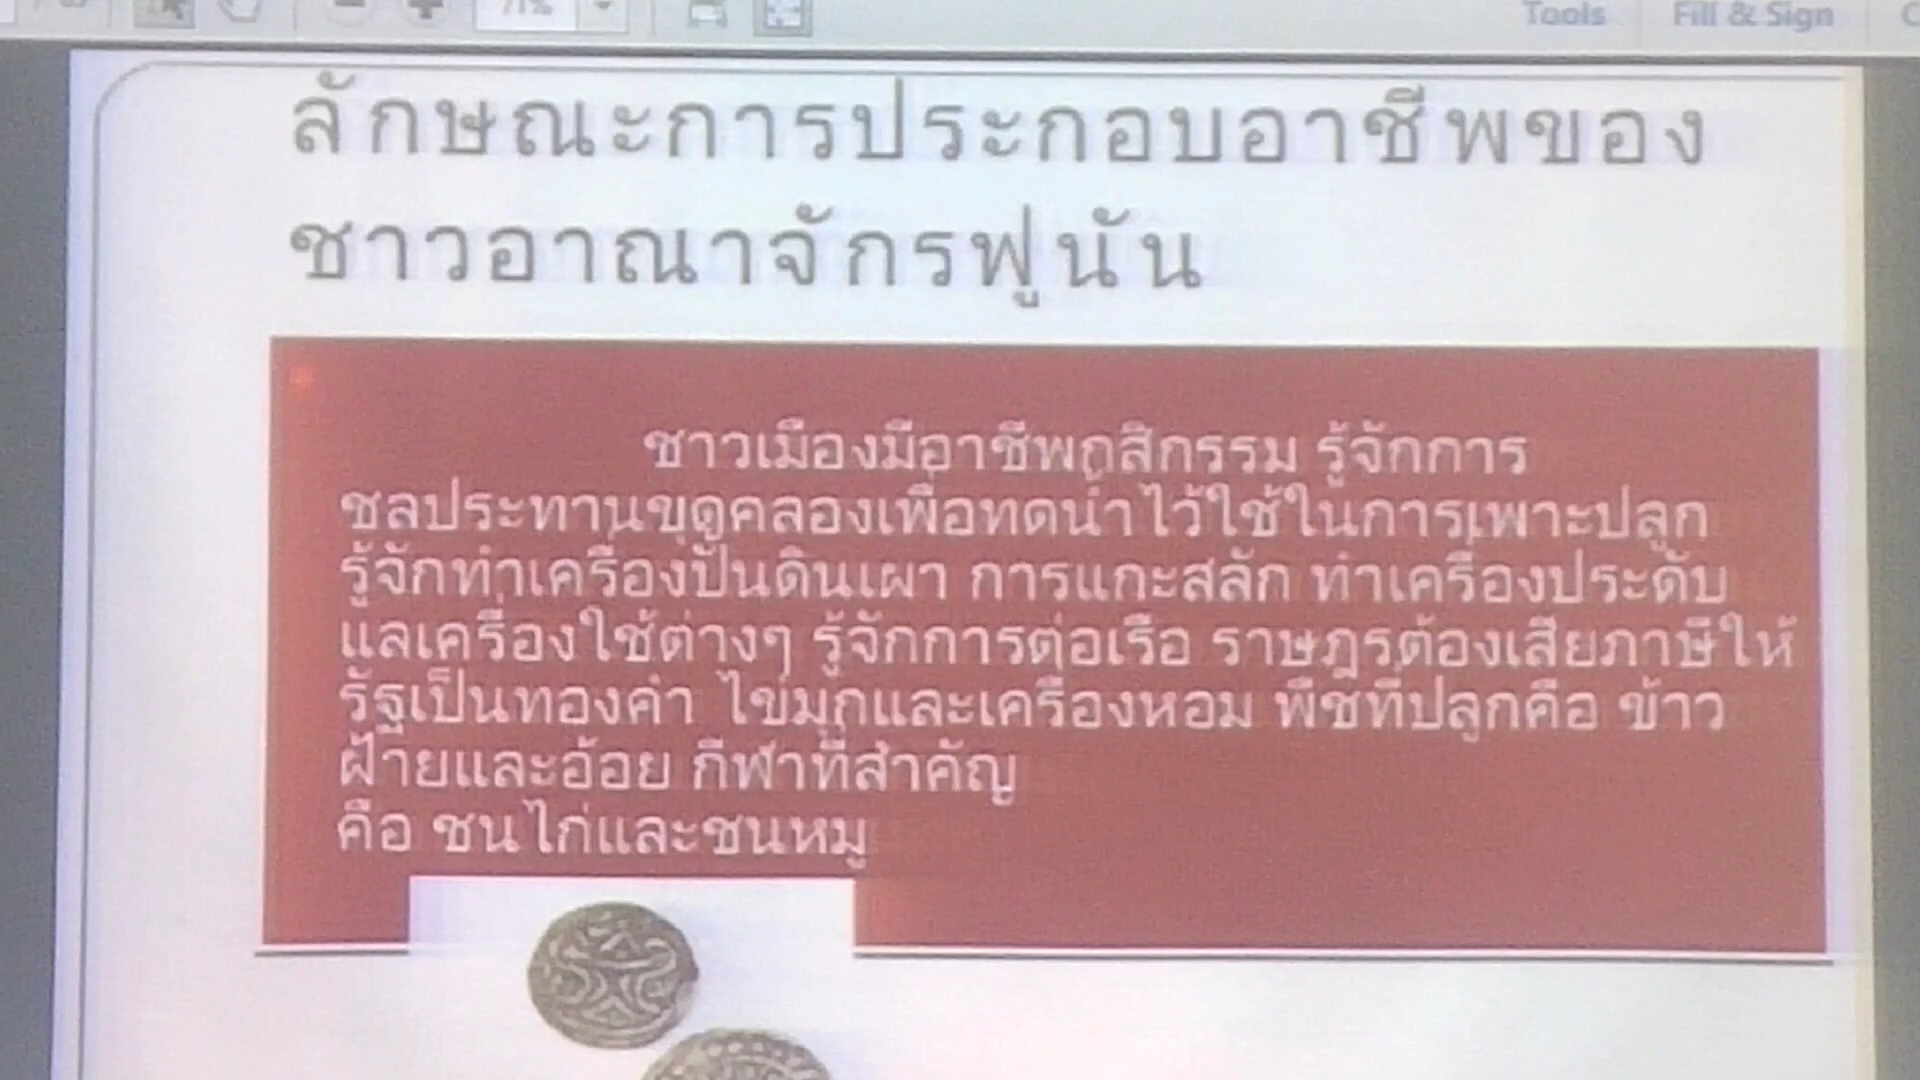 71%
Tools
Fill & Sign
ลักษณะการประกอบอาชีพของ
ชาวอาณาจักรฟูนัน
ชาวเมืองมีอาชีพกสิกรรม รู้จักการ
ชลประทานขุดคลองเพื่อทดน้ำไว้ใช้ในการเพาะปลูก
รู้จักทำเครื่องปั้นดินเผา การแกะสลัก ทำเครื่องประดับ
แลเครื่องใช้ต่างๆ รู้จักการต่อเรือ ราษฎรต้องเสียภาษีให้
รัฐเป็นทองคำ ไข่มุกและเครื่องหอม พืชที่ปลูกคือ ข้าว
ฝ้ายและอ้อย กีฬาที่สำคัญ
คือ ชนไก่และชนหมู